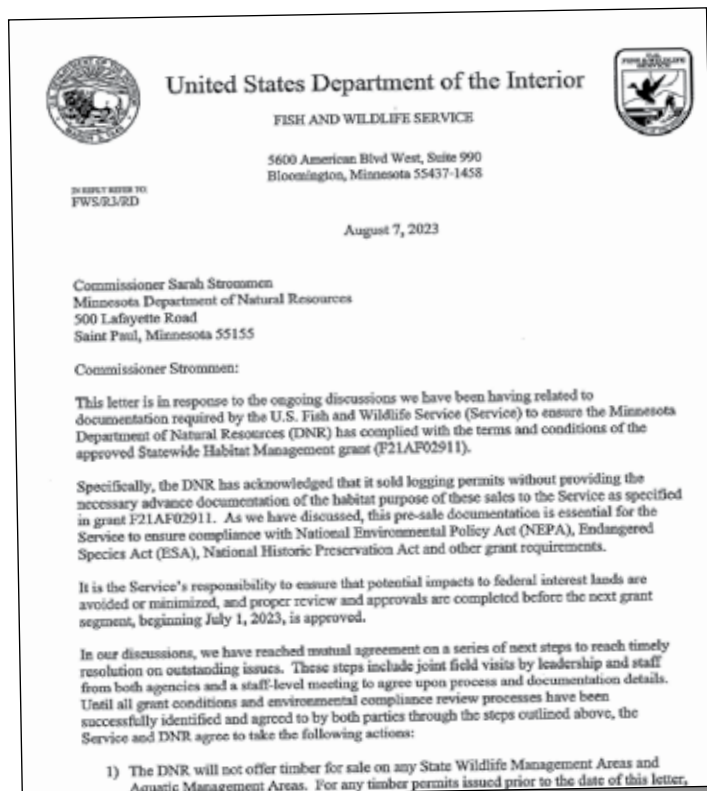 United States Department of the Interior
FISH AND WILDLIFE SERVICE
5600 American Blvd West, Suite 990
Bloomington, Minnesota 55437-1458
IN REPLY REFER TO:
FWS/R3/RD
August 7, 2023
Commissioner Sarah Strommen
Minnesota Department of Natural Resources
500 Lafayette Road
Saint Paul, Minnesota 55155
Commissioner Strommen:
This letter is in response to the ongoing discussions we have been having related to
documentation required by the U.S. Fish and Wildlife Service (Service) to ensure the Minnesota
Department of Natural Resources (DNR) has complied with the terms and conditions of the
approved Statewide Habitat Management grant (F21AF02911).
Specifically, the DNR has acknowledged that it sold logging permits without providing the
necessary advance documentation of the habitat purpose of these sales to the Service as specified
in grant F21AF02911. As we have discussed, this pre-sale documentation is essential for the
Service to ensure compliance with National Environmental Policy Act (NEPA), Endangered
Species Act (ESA), National Historic Preservation Act and other grant requirements.
It is the Service's responsibility to ensure that potential impacts to federal interest lands are
avoided or minimized, and proper review and approvals are completed before the next grant
segment, beginning July 1, 2023, is approved.
In our discussions, we have reached mutual agreement on a series of next steps to reach timely
resolution on outstanding issues. These steps include joint field visits by leadership and staff
from both agencies and a staff-level meeting to agree upon process and documentation details.
Until all grant conditions and environmental compliance review processes have been
successfully identified and agreed to by both parties through the steps outlined above, the
Service and DNR agree to take the following actions:
1) The DNR will not offer timber for sale on any State Wildlife Management Areas and
Aquatic Management Areas. For any timber permits issued prior to the date of this letter,